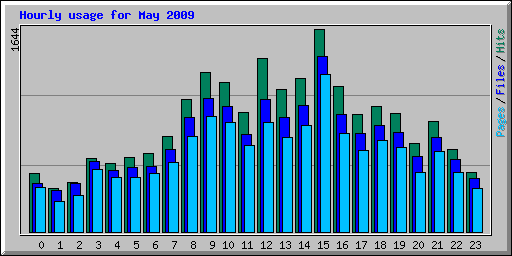 Hourly usage for May 2009
1644
Pages / Files / Hits
0 1 2 3 4 5 6 7 8 9 10 11 12 13 14 15 16 17 18 19 20 21 22 23